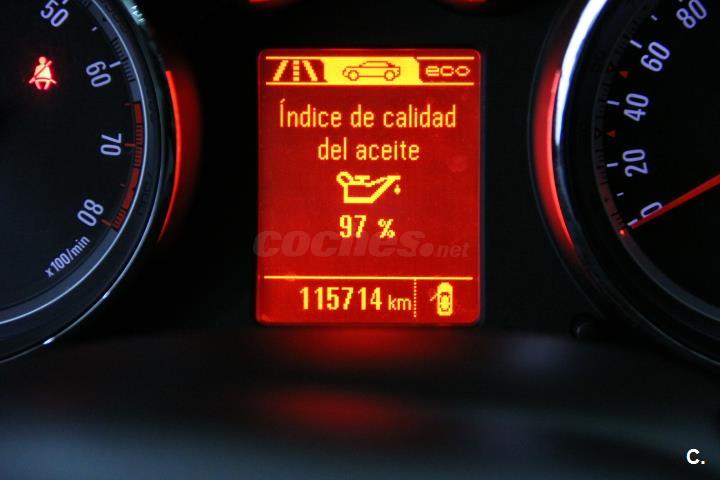 50
60
70
80
x100/min
eco
Índice de calidad
del aceite
97 %
coches.net
115714 km
80
60
40
20
0
C.